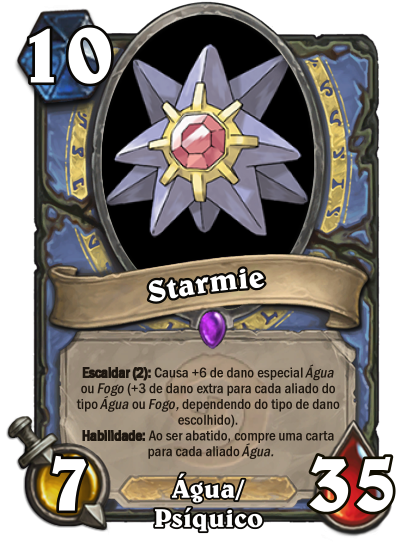 10
Starmie
Escaldar (2): Causa +6 de dano especial Água
ou Fogo (+3 de dano extra para cada aliado do
tipo Água ou Fogo, dependendo do tipo de dano
escolhido).
Habilidade: Ao ser abatido, compre uma carta
para cada aliado Água.
7
Água/
Psíquico
35